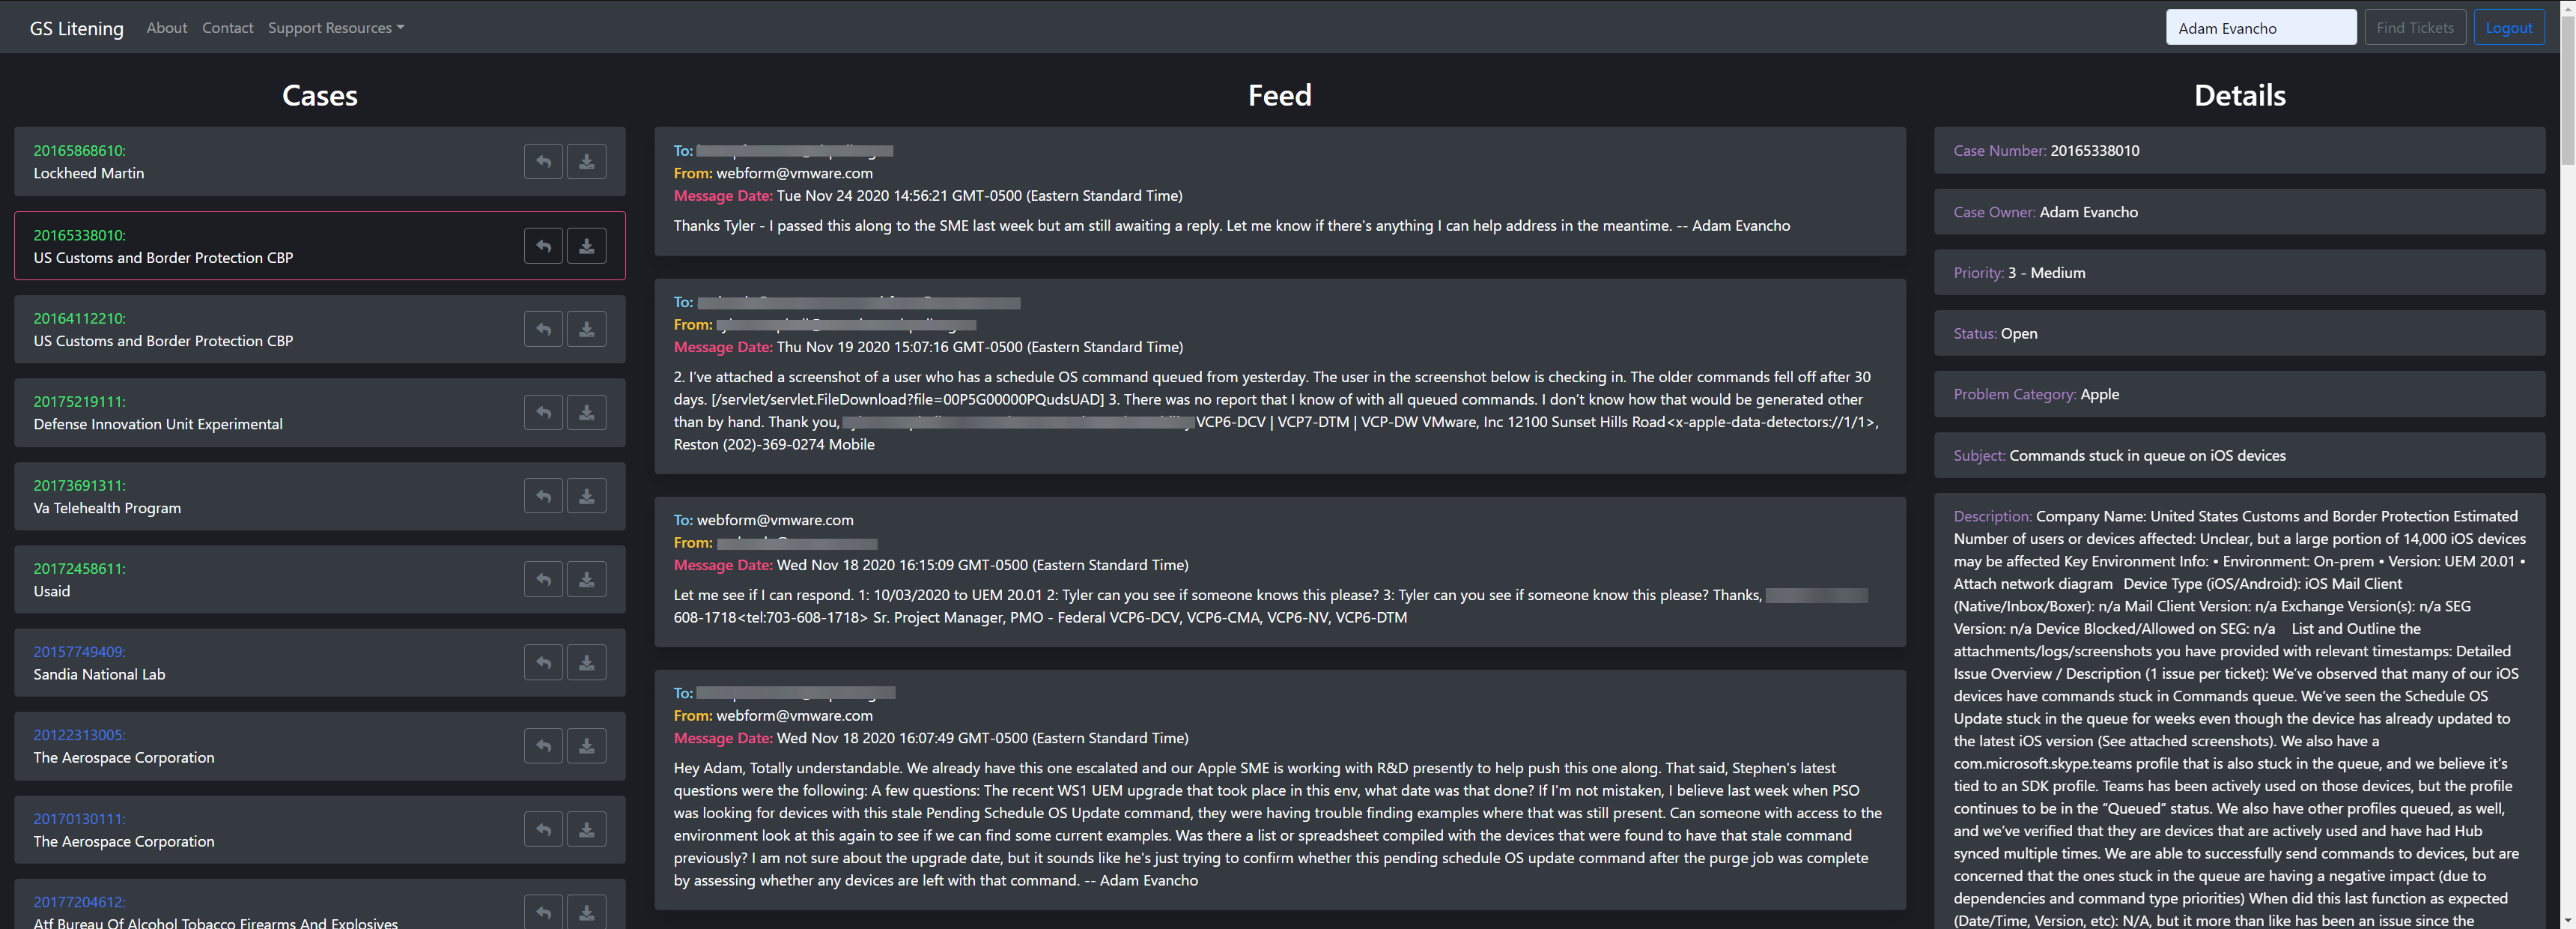 GS Litening About Contact Support Resources
Adam Evancho Find Tickets Logout
Cases
20165868610:
Lockheed Martin
20165338010:
US Customs and Border Protection CBP
20164112210:
US Customs and Border Protection CBP
20175219111:
Defense Innovation Unit Experimental
20173691311:
Va Telehealth Program
20172458611:
Usaid
20157749409:
Sandia National Lab
20122313005:
The Aerospace Corporation
20170130111:
The Aerospace Corporation
20177204612:
Atf Bureau Of Alcohol Tobacco Firearms And Explosives
Feed
To:
From: webform@vmware.com
Message Date: Tue Nov 24 2020 14:56:21 GMT-0500 (Eastern Standard Time)
Thanks Tyler - I passed this along to the SME last week but am still awaiting a reply. Let me know if there's anything I can help address in the meantime. -- Adam Evancho
To:
From:
Message Date: Thu Nov 19 2020 15:07:16 GMT-0500 (Eastern Standard Time)
2. I’ve attached a screenshot of a user who has a schedule OS command queued from yesterday. The user in the screenshot below is checking in. The older commands fell off after 30
days. [/servlet/servlet.FileDownload?file=00P5G00000PQudsUAD] 3. There was no report that I know of with all queued commands. I don’t know how that would be generated other
than by hand. Thank you, VCP6-DCV | VCP7-DTM | VCP-DW VMware, Inc 12100 Sunset Hills Road<x-apple-data-detectors://1/1>,
Reston (202)-369-0274 Mobile
To: webform@vmware.com
From:
Message Date: Wed Nov 18 2020 16:15:09 GMT-0500 (Eastern Standard Time)
Let me see if I can respond. 1: 10/03/2020 to UEM 20.01 2: Tyler can you see if someone knows this please? 3: Tyler can you see if someone know this please? Thanks,
608-1718<tel:703-608-1718> Sr. Project Manager, PMO - Federal VCP6-DCV, VCP6-CMA, VCP6-NV, VCP6-DTM
To:
From: webform@vmware.com
Message Date: Wed Nov 18 2020 16:07:49 GMT-0500 (Eastern Standard Time)
Hey Adam, Totally understandable. We already have this one escalated and our Apple SME is working with R&D presently to help push this one along. That said, Stephen's latest
questions were the following: A few questions: The recent WS1 UEM upgrade that took place in this env, what date was that done? If I'm not mistaken, I believe last week when PSO
was looking for devices with this stale Pending Schedule OS Update command, they were having trouble finding examples where that was still present. Can someone with access to the
environment look at this again to see if we can find some current examples. Was there a list or spreadsheet compiled with the devices that were found to have that stale command
previously? I am not sure about the upgrade date, but it sounds like he's just trying to confirm whether this pending schedule OS update command after the purge job was complete
by assessing whether any devices are left with that command. -- Adam Evancho
Details
Case Number: 20165338010
Case Owner: Adam Evancho
Priority: 3 - Medium
Status: Open
Problem Category: Apple
Subject: Commands stuck in queue on iOS devices
Description: Company Name: United States Customs and Border Protection Estimated
Number of users or devices affected: Unclear, but a large portion of 14,000 iOS devices
may be affected Key Environment Info: • Environment: On-prem • Version: UEM 20.01 •
Attach network diagram Device Type (iOS/Android): iOS Mail Client
(Native/Inbox/Boxer): n/a Mail Client Version: n/a Exchange Version(s): n/a SEG
Version: n/a Device Blocked/Allowed on SEG: n/a List and Outline the
attachments/logs/screenshots you have provided with relevant timestamps: Detailed
Issue Overview / Description (1 issue per ticket): We’ve observed that many of our iOS
devices have commands stuck in Commands queue. We’ve seen the Schedule OS
Update stuck in the queue for weeks even though the device has already updated to
the latest iOS version (See attached screenshots). We also have a
com.microsoft.skype.teams profile that is also stuck in the queue, and we believe it’s
tied to an SDK profile. Teams has been actively used on those devices, but the profile
continues to be in the “Queued” status. We also have other profiles queued, as well,
and we’ve verified that they are devices that are actively used and have had Hub
synced multiple times. We are able to successfully send commands to devices, but are
concerned that the ones stuck in the queue are having a negative impact (due to
dependencies and command type priorities) When did this last function as expected
(Date/Time, Version, etc): N/A, but it more than like has been an issue since the